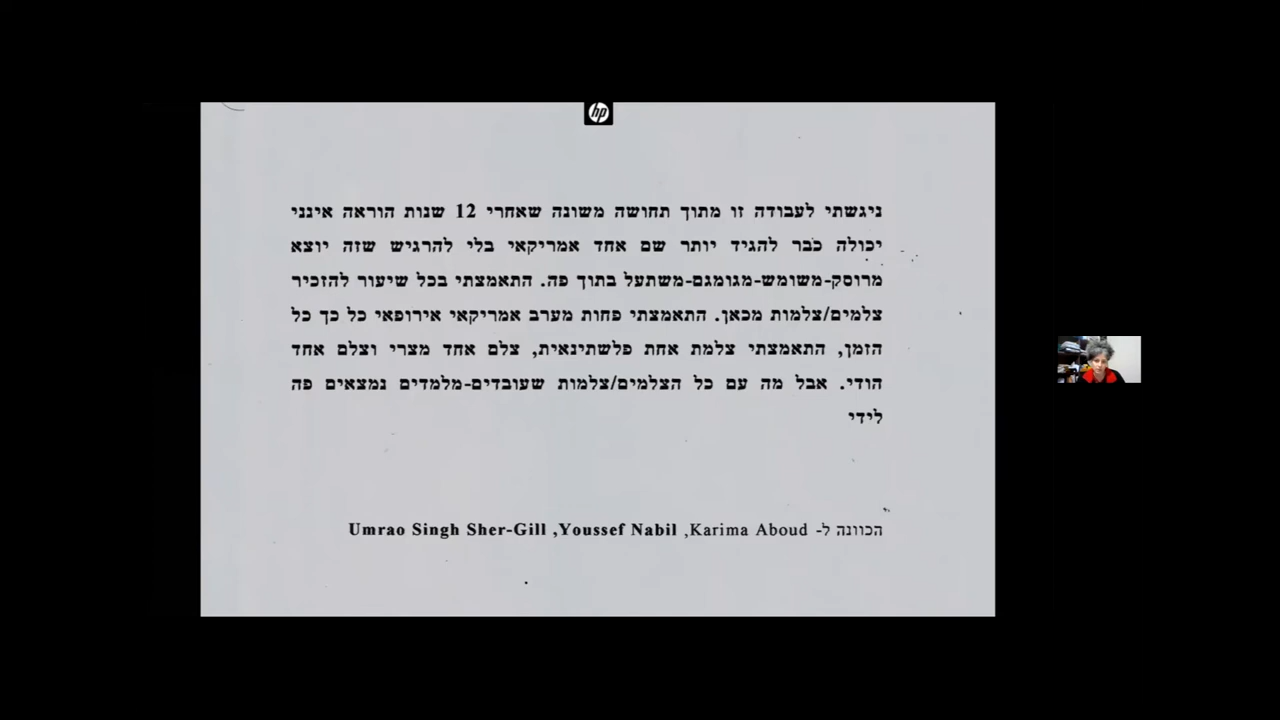 hp
ניגשתי לעבודה זו מתוך תחושה משונה שאחרי 12 שנות הוראה אינני
יכולה כבר להגיד יותר שם אחד אמריקאי בלי להרגיש שזה יוצא
מרוסק-משומש-מגומגם-משתעל בתוך פה. התאמצתי בכל שיעור להזכיר
צלמים/צלמות מכאן. התאמצתי פחות מערב אמריקאי אירופאי כל כך כל
הזמן, התאמצתי צלמת אחת פלשתינאית, צלם אחד מצרי וצלם אחד
הודי. אבל מה עם כל הצלמים/צלמות שעובדים-מלמדים נמצאים פה
לידי
הכוונה ל- Karima Aboud, Youssef Nabil, Umrao Singh Sher-Gill